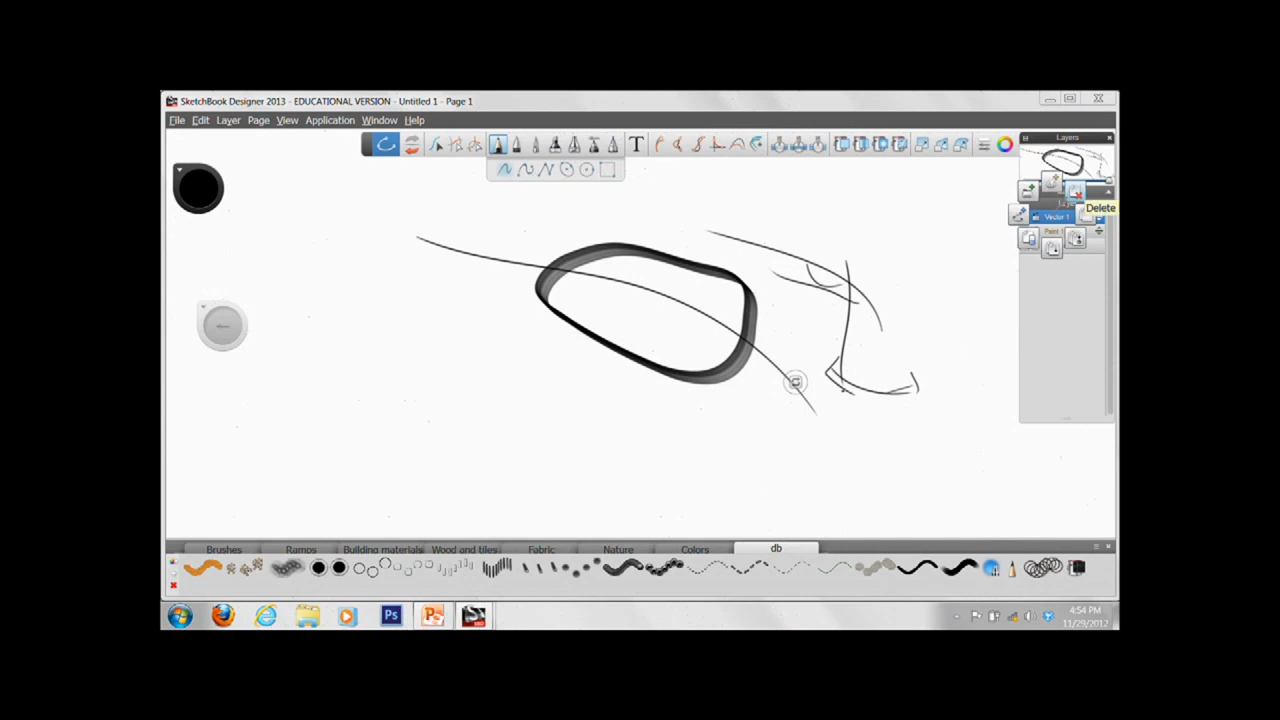 SketchBook Designer 2013 - EDUCATIONAL VERSION - Untitled 1 - Page 1
File Edit Layer Page View Application Window Help
T
Layers
Delete
Vector 1
Paint 1
Brushes Ramps Building materials Wood and tiles Fabric Nature Colors db
Ps
4:54 PM
11/29/2012